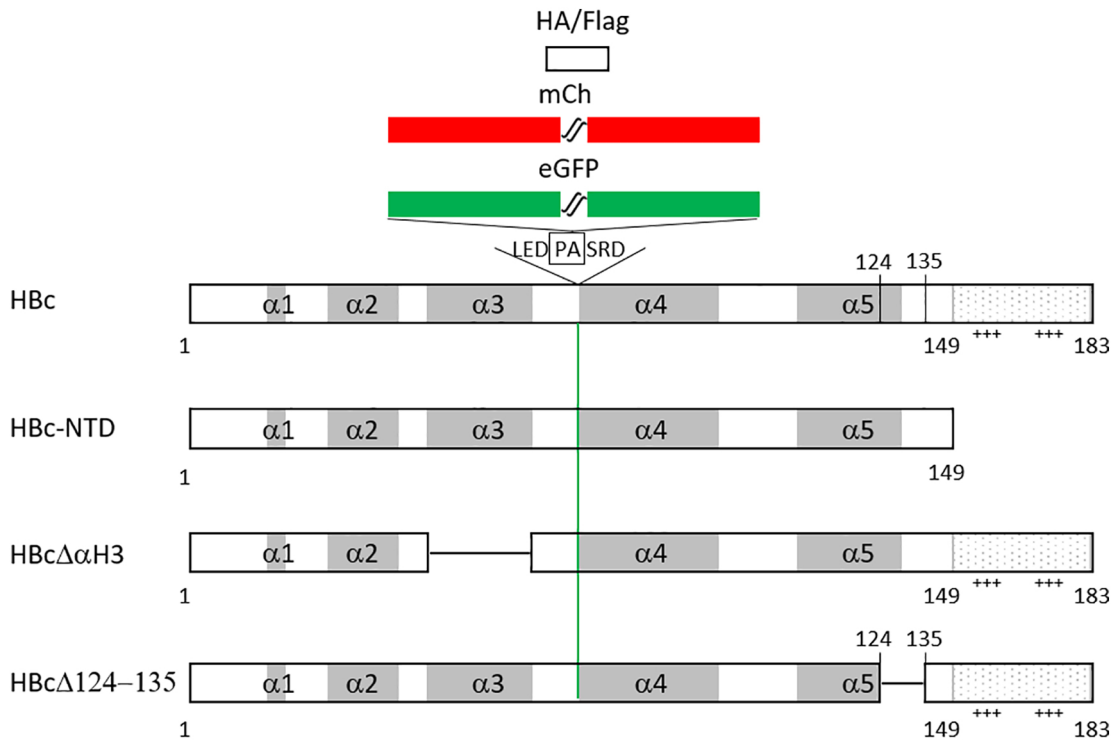 HA/Flag
mCh
eGFP
LED PA SRD
124 135
HBc α1 α2 α3 α4 α5
1 149 +++ +++ 183
HBc-NTD α1 α2 α3 α4 α5
1 149
HBcΔαH3 α1 α2 α4 α5
1 149 +++ +++ 183
124 135
HBcΔ124–135 α1 α2 α3 α4 α5
1 149 +++ +++ 183